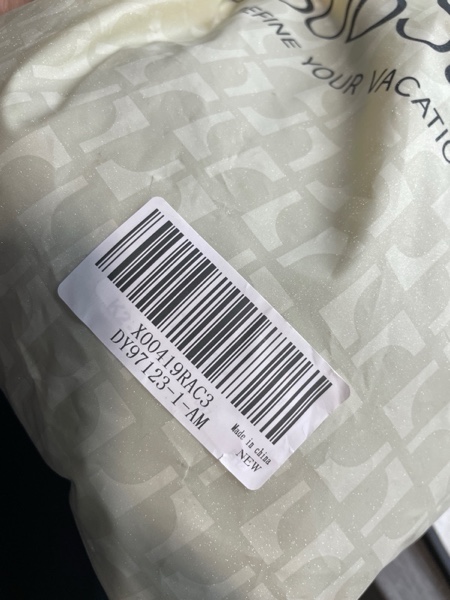 EFINE YOUR VACATIO
X00419RAC3
DY97123-1-AM
Made in china
NEW